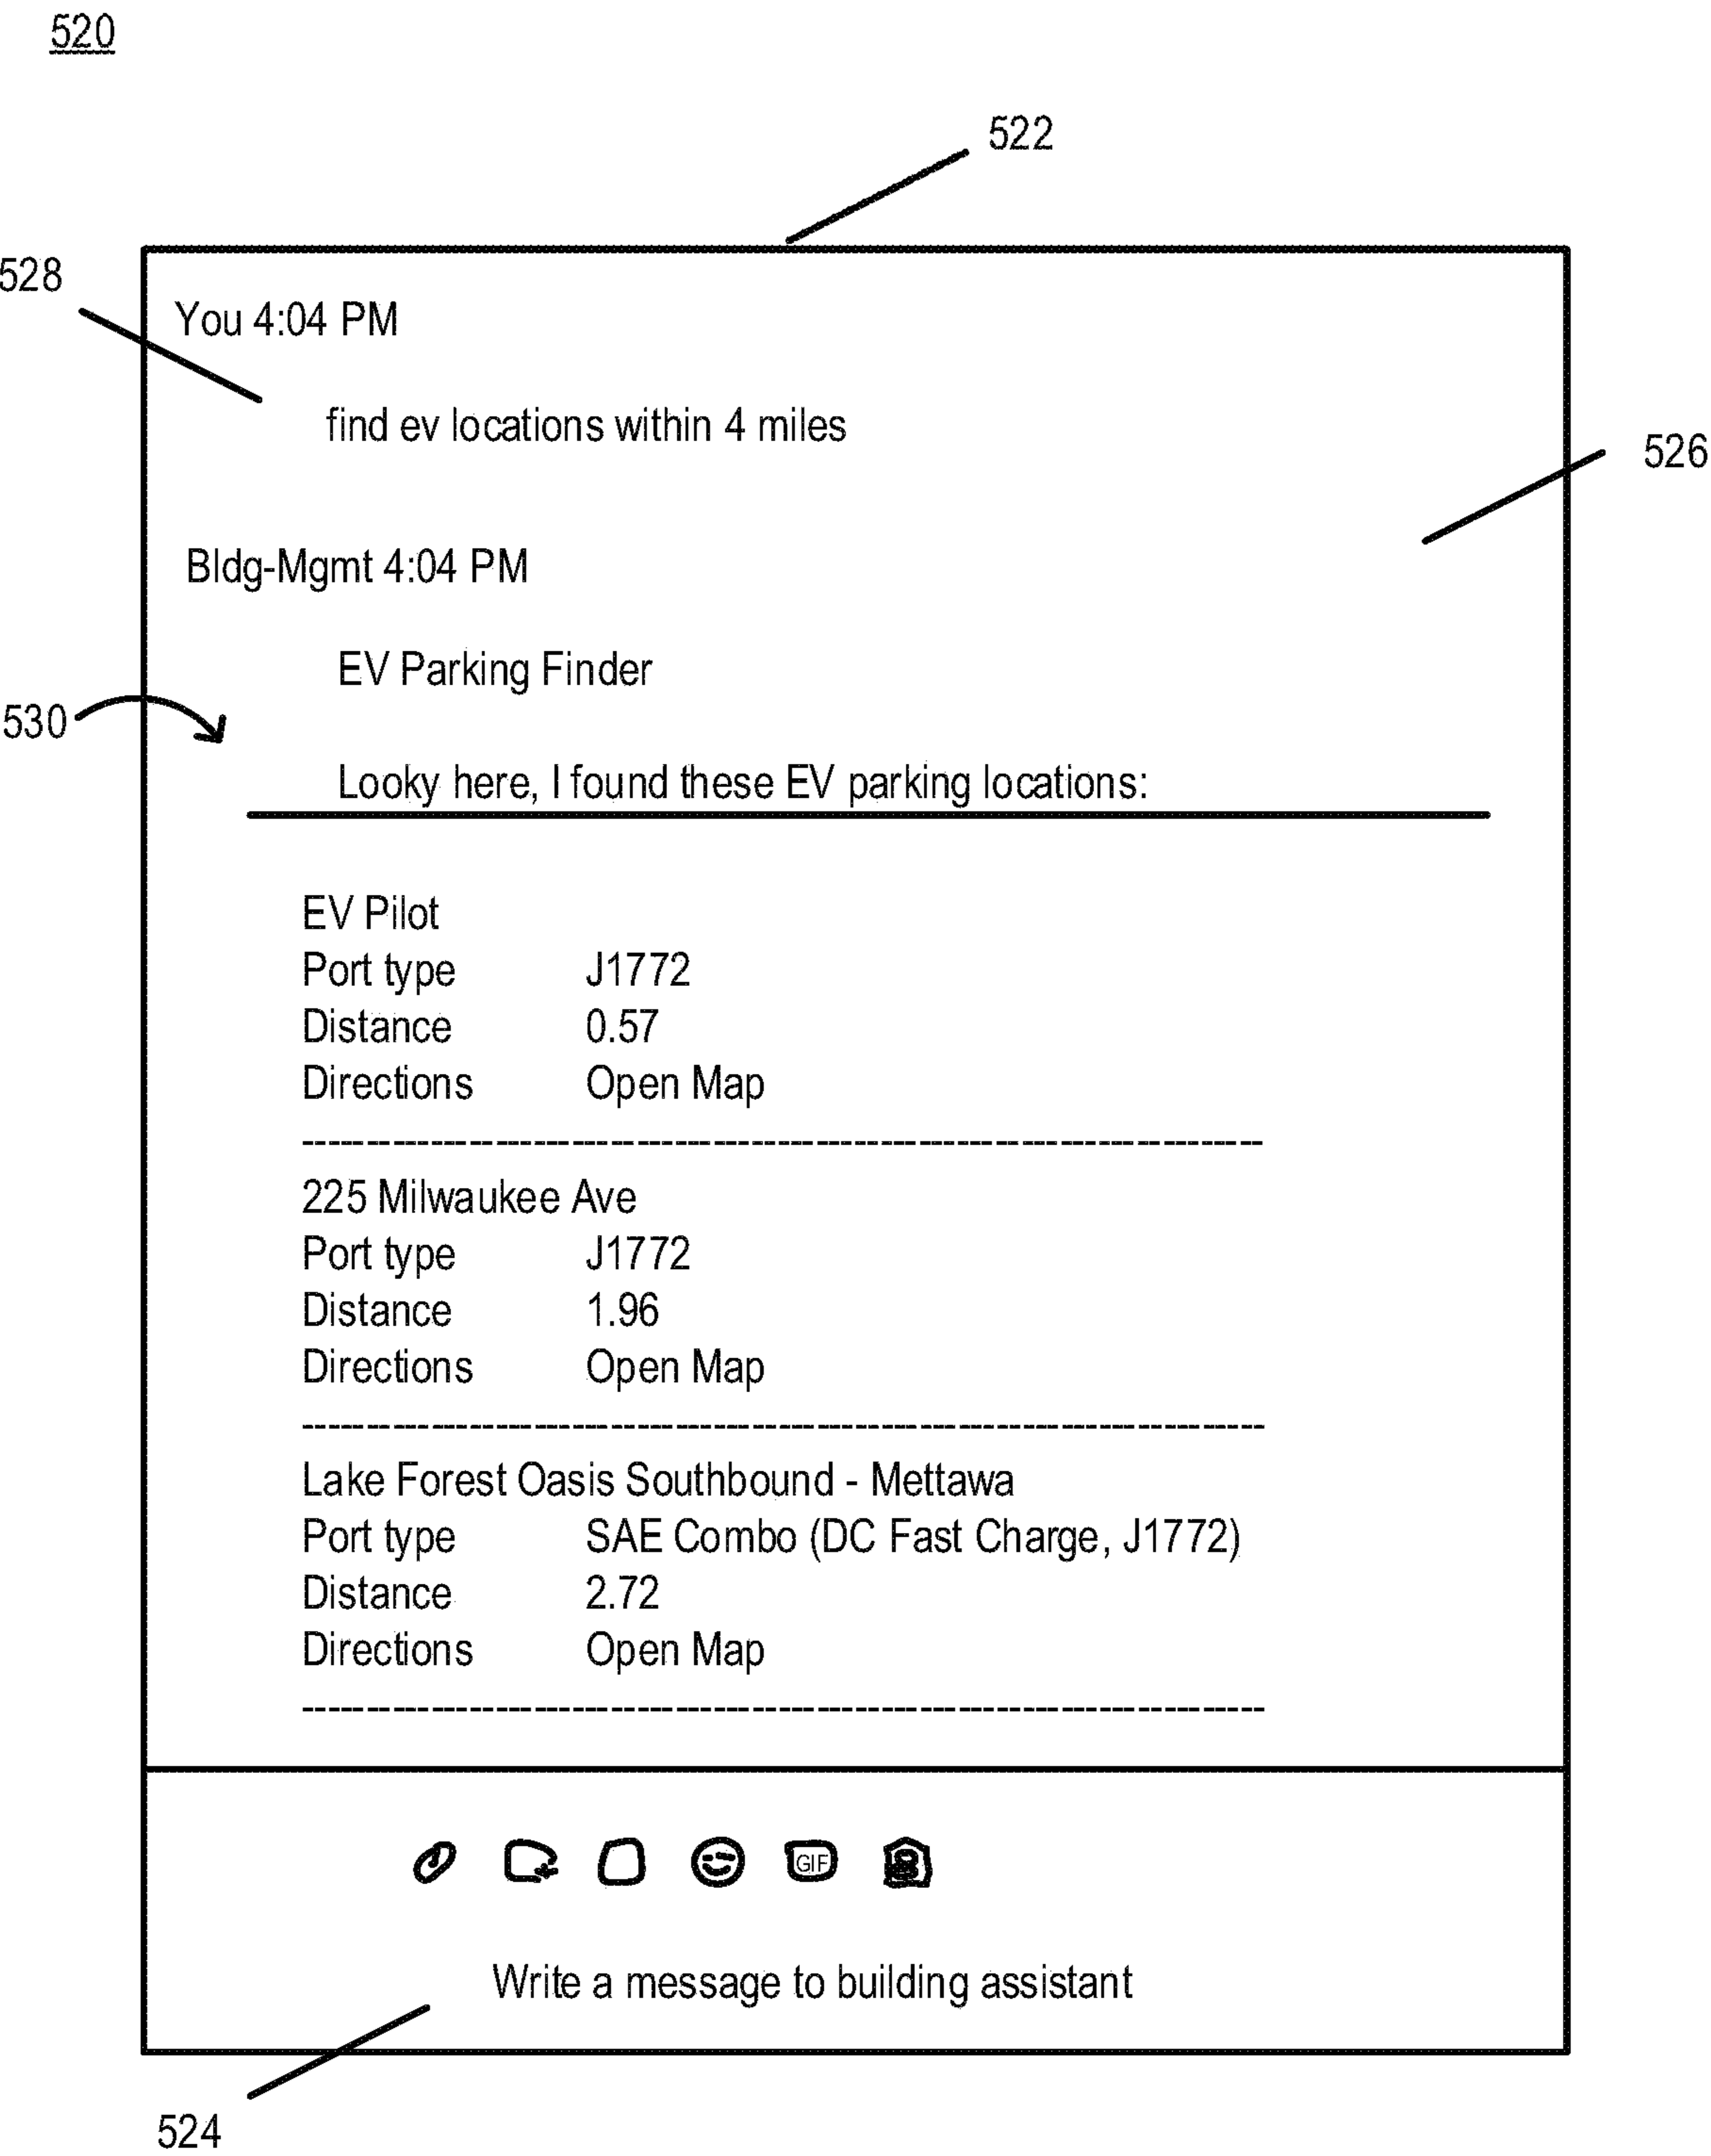 520
522
528
You 4:04 PM
find ev locations within 4 miles
526
Bldg-Mgmt 4:04 PM
EV Parking Finder
530
Looky here, I found these EV parking locations:
EV Pilot
Port type J1772
Distance 0.57
Directions Open Map
225 Milwaukee Ave
Port type J1772
Distance 1.96
Directions Open Map
Lake Forest Oasis Southbound - Mettawa
Port type SAE Combo (DC Fast Charge, J1772)
Distance 2.72
Directions Open Map
GIF
Write a message to building assistant
524